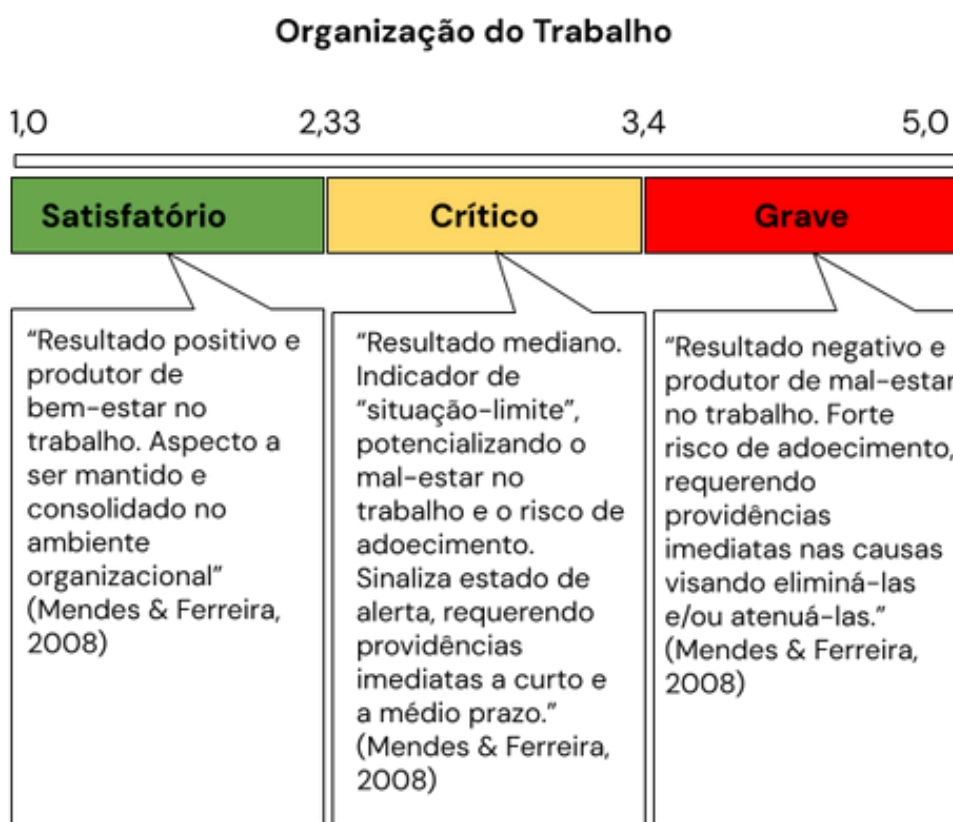 Organização do Trabalho
1,0 2,33 3,4 5,0
Satisfatório Crítico Grave
“Resultado positivo e
produtor de
bem-estar no
trabalho. Aspecto a
ser mantido e
consolidado no
ambiente
organizacional”
(Mendes & Ferreira,
2008)
“Resultado mediano.
Indicador de
“situação-limite”,
potencializando o
mal-estar no
trabalho e o risco de
adoecimento.
Sinaliza estado de
alerta, requerendo
providências
imediatas a curto e
a médio prazo.”
(Mendes & Ferreira,
2008)
“Resultado negativo e
produtor de mal-estar
no trabalho. Forte
risco de adoecimento,
requerendo
providências
imediatas nas causas
visando eliminá-las
e/ou atenuá-las.”
(Mendes & Ferreira,
2008)